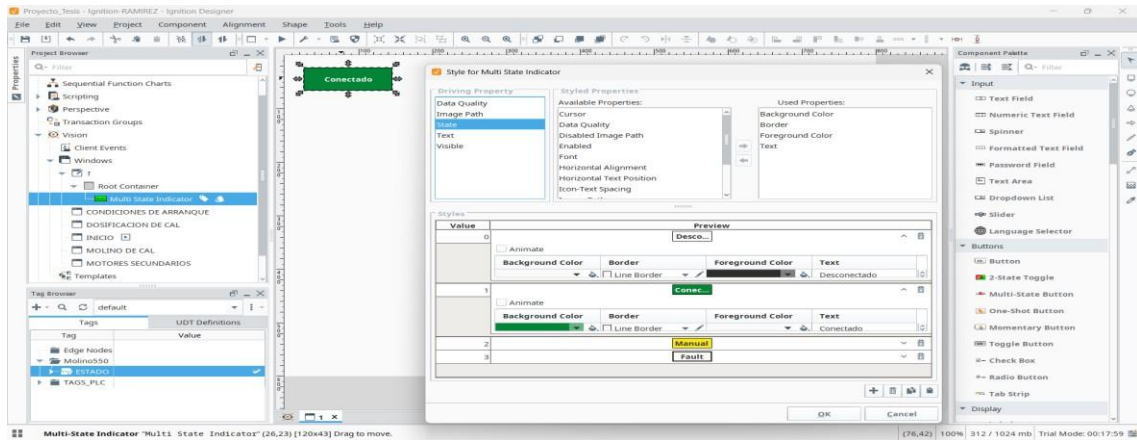 Proyecto_Tesis - Ignition-RAMIREZ - Ignition Designer
File Edit View Project Component Alignment Shape Tools Help
Properties
Project Browser
Filter
Sequential Function Charts
Scripting
Perspective
Transaction Groups
Vision
Client Events
Windows
1
Root Container
Multi State Indicator
CONDICIONES DE ARRANQUE
DOSIFICACION DE CAL
INICIO
MOLINO DE CAL
MOTORES SECUNDARIOS
Templates
Tag Browser
default
Tags UDT Definitions
Tag Value
Edge Nodes
Molino550
ESTADO
TAGS_PLC
Conectado
1
Style for Multi State Indicator
Driving Property
Data Quality
Image Path
State
Text
Visible
Styled Properties
Available Properties:
Cursor
Data Quality
Disabled Image Path
Enabled
Font
Horizontal Alignment
Horizontal Text Position
Icon-Text Spacing
Used Properties:
Background Color
Border
Foreground Color
Text
Styles
Value Preview
0 Desco...
Animate
Background Color Border Foreground Color Text
Line Border Desconectado
1 Conec...
Animate
Background Color Border Foreground Color Text
Line Border Conectado
2 Manual
3 Fault
OK Cancel
Component Palette
Filter
Input
Text Field
Numeric Text Field
Spinner
Formatted Text Field
Password Field
Text Area
Dropdown List
Slider
Language Selector
Buttons
Button
2-State Toggle
Multi-State Button
One-Shot Button
Momentary Button
Toggle Button
Check Box
Radio Button
Tab Strip
Display
Multi-State Indicator "Multi State Indicator" (26,23) [120x43] Drag to move.
(76,42) 100% 312 / 1024 mb Trial Mode: 00:17:59